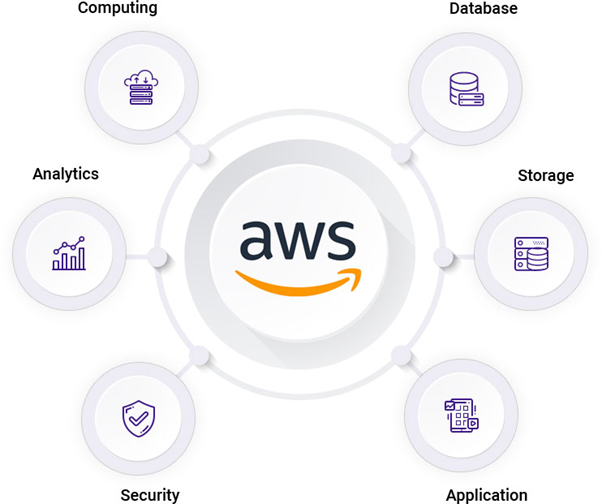 Computing
Database
Analytics
Storage
aws
Security
Application